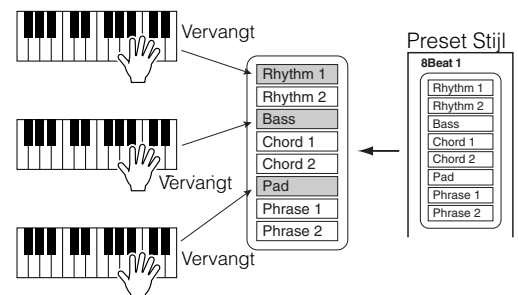 Vervangt
Vervangt
Vervangt
Rhythm 1
Rhythm 2
Bass
Chord 1
Chord 2
Pad
Phrase 1
Phrase 2
Preset Stijl
8Beat 1
Rhythm 1
Rhythm 2
Bass
Chord 1
Chord 2
Pad
Phrase 1
Phrase 2